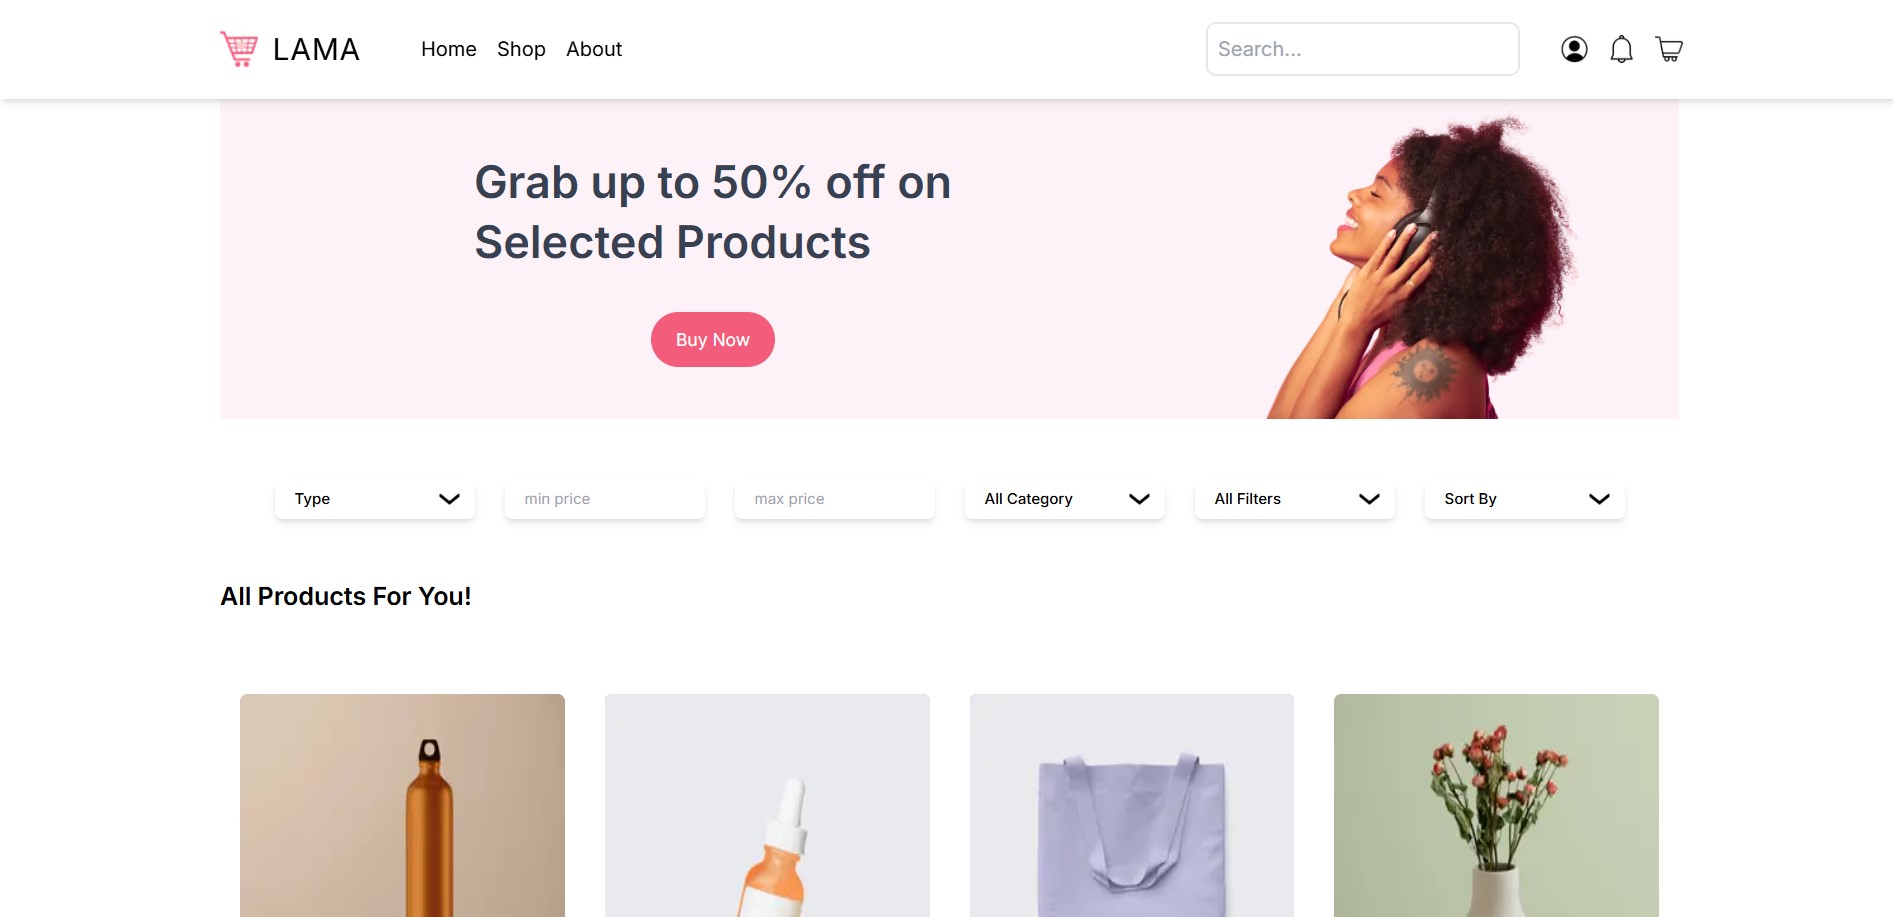 LAMA
Home Shop About
Search...
Grab up to 50% off on
Selected Products
Buy Now
Type
min price
max price
All Category
All Filters
Sort By
All Products For You!